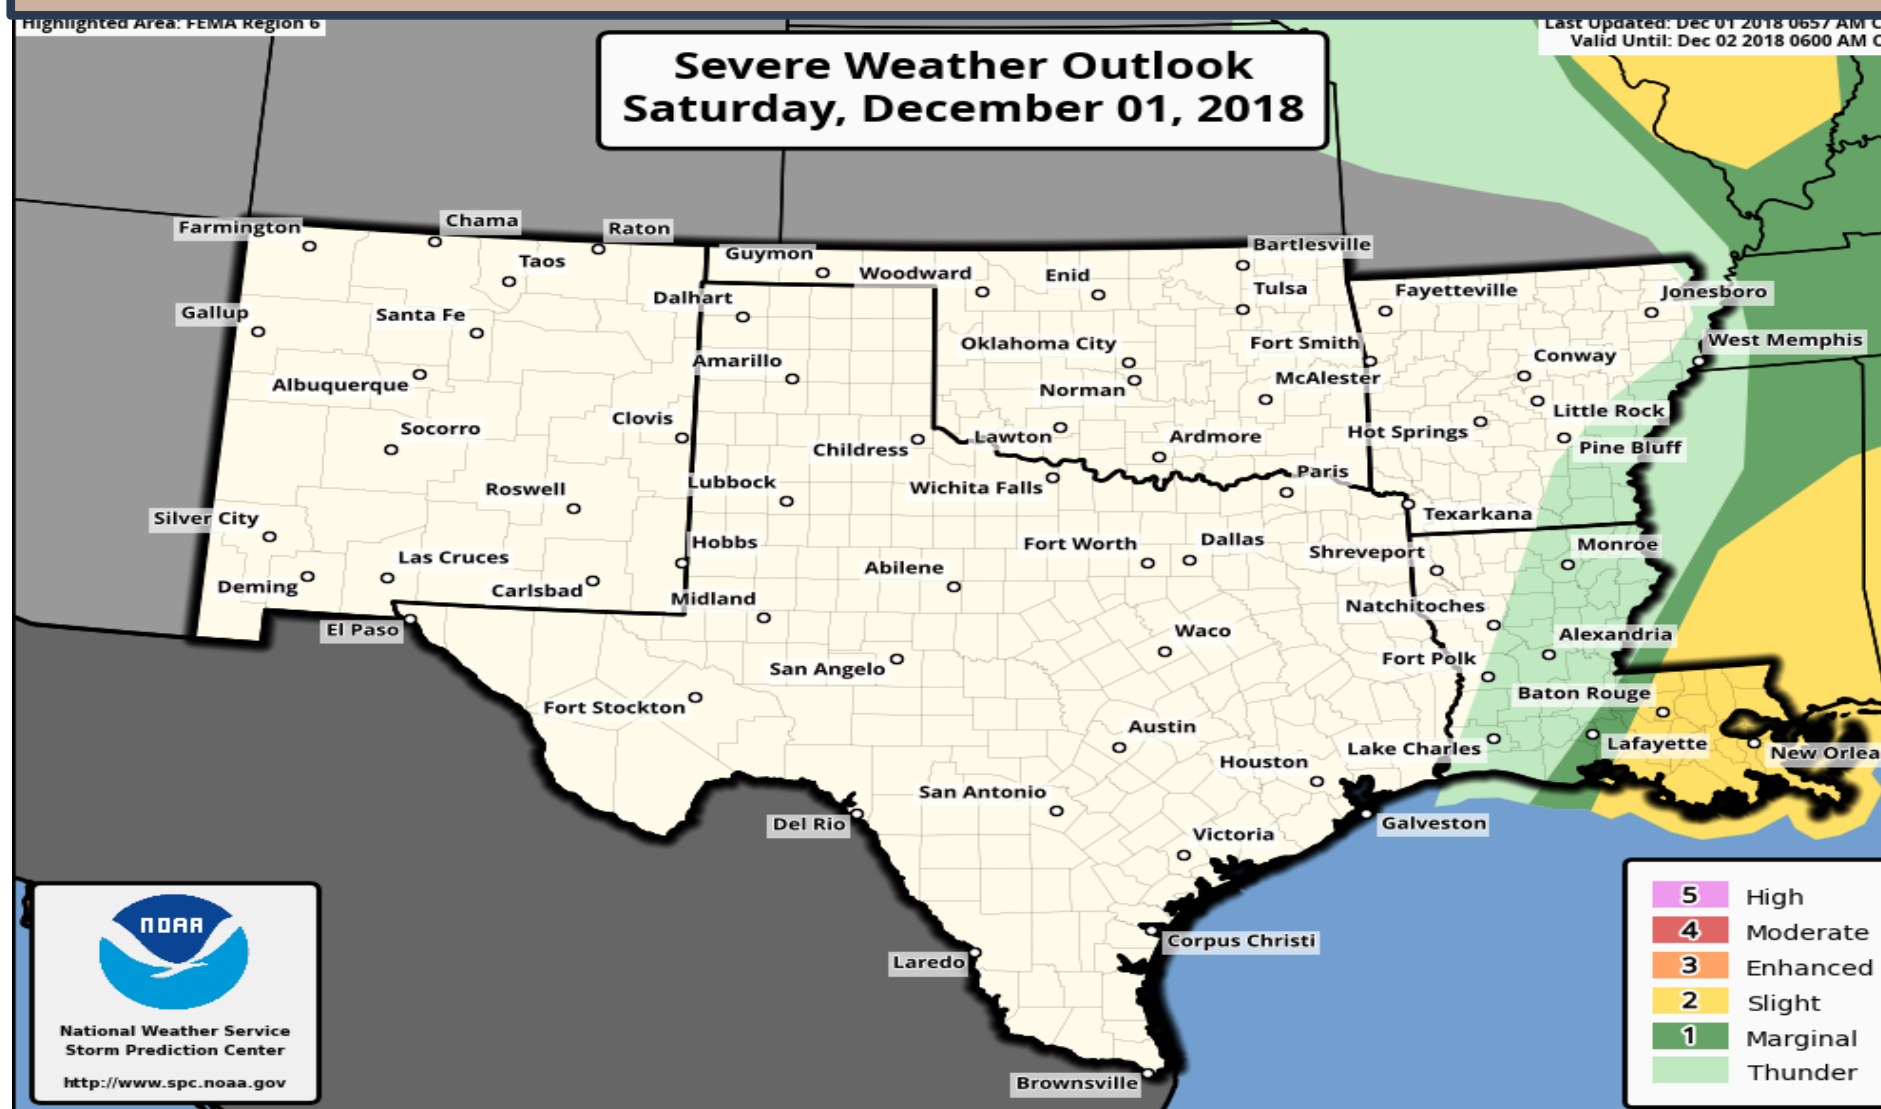 Highlighted Area: FEMA Region 6
Last Updated: Dec 01 2018 0657 AM C
Valid Until: Dec 02 2018 0600 AM C
Severe Weather Outlook
Saturday, December 01, 2018
Farmington
Chama
Raton
Taos
Guymon
Woodward
Enid
Bartlesville
Tulsa
Fayetteville
Jonesboro
Gallup
Santa Fe
Dalhart
Oklahoma City
Fort Smith
West Memphis
Conway
Albuquerque
Amarillo
Norman
McAlester
Little Rock
Socorro
Clovis
Childress
Lawton
Ardmore
Hot Springs
Pine Bluff
Roswell
Lubbock
Wichita Falls
Paris
Texarkana
Silver City
Las Cruces
Hobbs
Fort Worth
Dallas
Shreveport
Monroe
Deming
Carlsbad
Midland
Abilene
Natchitoches
El Paso
Waco
Alexandria
San Angelo
Fort Polk
Fort Stockton
Baton Rouge
Austin
Lake Charles
Lafayette
New Orlea
Houston
San Antonio
Del Rio
Galveston
Victoria
Corpus Christi
Laredo
Brownsville
NOAA
National Weather Service
Storm Prediction Center
http://www.spc.noaa.gov
5 High
4 Moderate
3 Enhanced
2 Slight
1 Marginal
Thunder